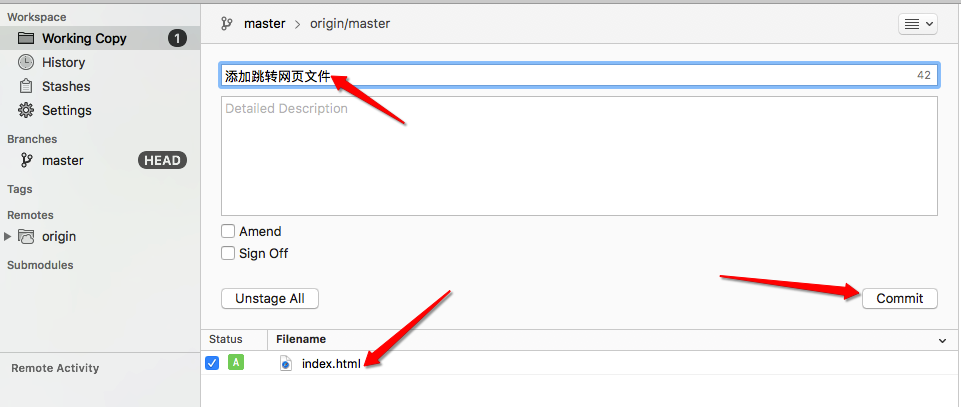 Workspace
Working Copy 1
History
Stashes
Settings
Branches
master HEAD
Tags
Remotes
origin
Submodules
Remote Activity
master > origin/master
添加跳转网页文件 42
Detailed Description
Amend
Sign Off
Unstage All Commit
Status Filename
A index.html